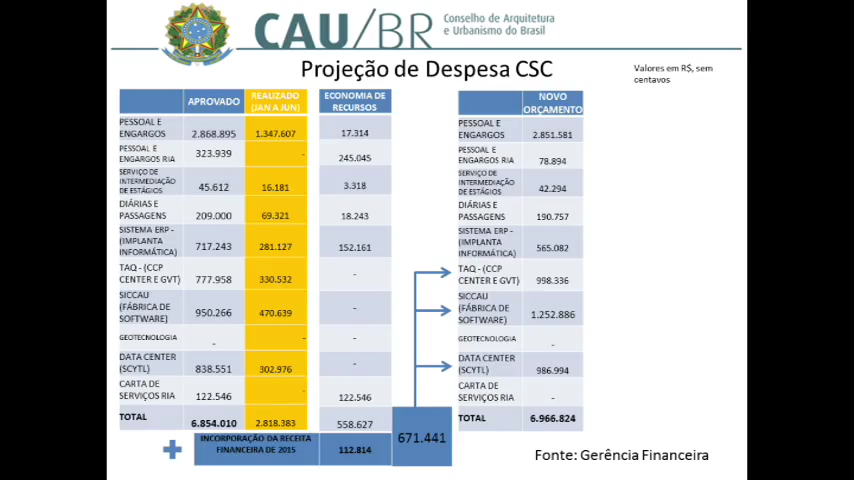 CAU/BR
Conselho de Arquitetura
e Urbanismo do Brasil
Projeção de Despesa CSC
Valores em R$, sem
centavos
APROVADO
REALIZADO
(JAN A JUN)
ECONOMIA DE
RECURSOS
PESSOAL E
ENGARGOS
2.868.895
1.347.607
17.314
PESSOAL E
ENGARGOS RIA
323.939
-
245.045
SERVIÇO DE
INTERMEDIAÇÃO
DE ESTÁGIOS
45.612
16.181
3.318
DIÁRIAS E
PASSAGENS
209.000
69.321
18.243
SISTEMA ERP -
(IMPLANTA
INFORMÁTICA)
717.243
281.127
152.161
TAQ - (CCP
CENTER E GVT)
777.958
330.532
-
SICCAU
(FÁBRICA DE
SOFTWARE)
950.266
470.639
-
GEOTECNOLOGIA
-
-
-
DATA CENTER
(SCYTL)
838.551
302.976
-
CARTA DE
SERVIÇOS RIA
122.546
-
122.546
TOTAL
6.854.010
2.818.383
558.627
INCORPORAÇÃO DA RECEITA
FINANCEIRA DE 2015
112.814
671.441
NOVO
ORÇAMENTO
PESSOAL E
ENGARGOS
2.851.581
PESSOAL E
ENGARGOS RIA
78.894
SERVIÇO DE
INTERMEDIAÇÃO
DE ESTÁGIOS
42.294
DIÁRIAS E
PASSAGENS
190.757
SISTEMA ERP -
(IMPLANTA
INFORMÁTICA)
565.082
TAQ - (CCP
CENTER E GVT)
998.336
SICCAU
(FÁBRICA DE
SOFTWARE)
1.252.886
GEOTECNOLOGIA
-
DATA CENTER
(SCYTL)
986.994
CARTA DE
SERVIÇOS RIA
-
TOTAL
6.966.824
Fonte: Gerência Financeira